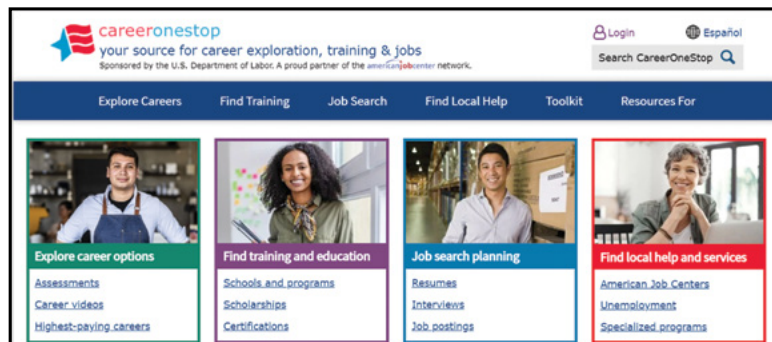 careeronestop
your source for career exploration, training & jobs
Sponsored by the U.S. Department of Labor. A proud partner of the americanjobcenter network.
Login
Español
Search CareerOneStop
Explore Careers Find Training Job Search Find Local Help Toolkit Resources For
Explore career options
Assessments
Career videos
Highest-paying careers
Find training and education
Schools and programs
Scholarships
Certifications
Job search planning
Resumes
Interviews
Job postings
Find local help and services
American Job Centers
Unemployment
Specialized programs